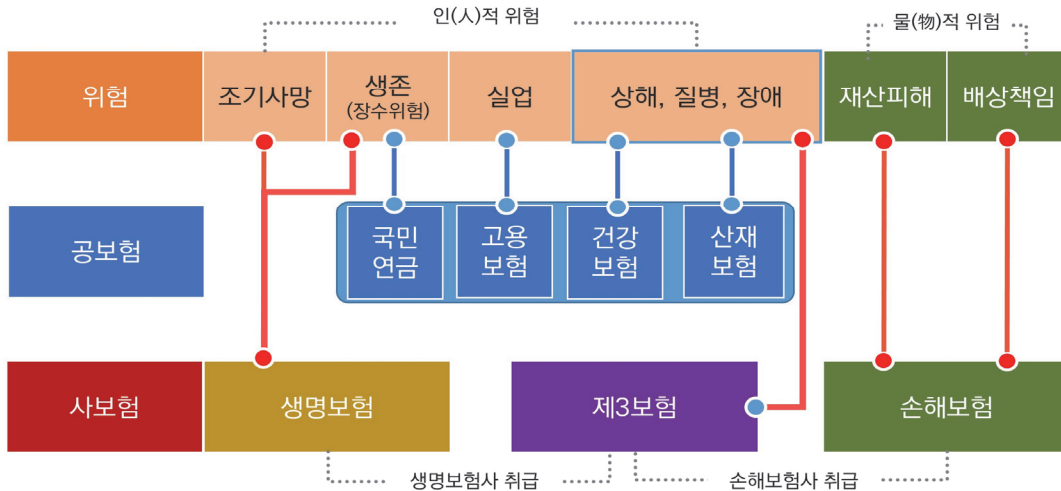 인(人)적 위험
물(物)적 위험
위험
조기사망
생존
(장수위험)
실업
상해, 질병, 장애
재산피해
배상책임
공보험
국민
연금
고용
보험
건강
보험
산재
보험
사보험
생명보험
제3보험
손해보험
생명보험사 취급
손해보험사 취급